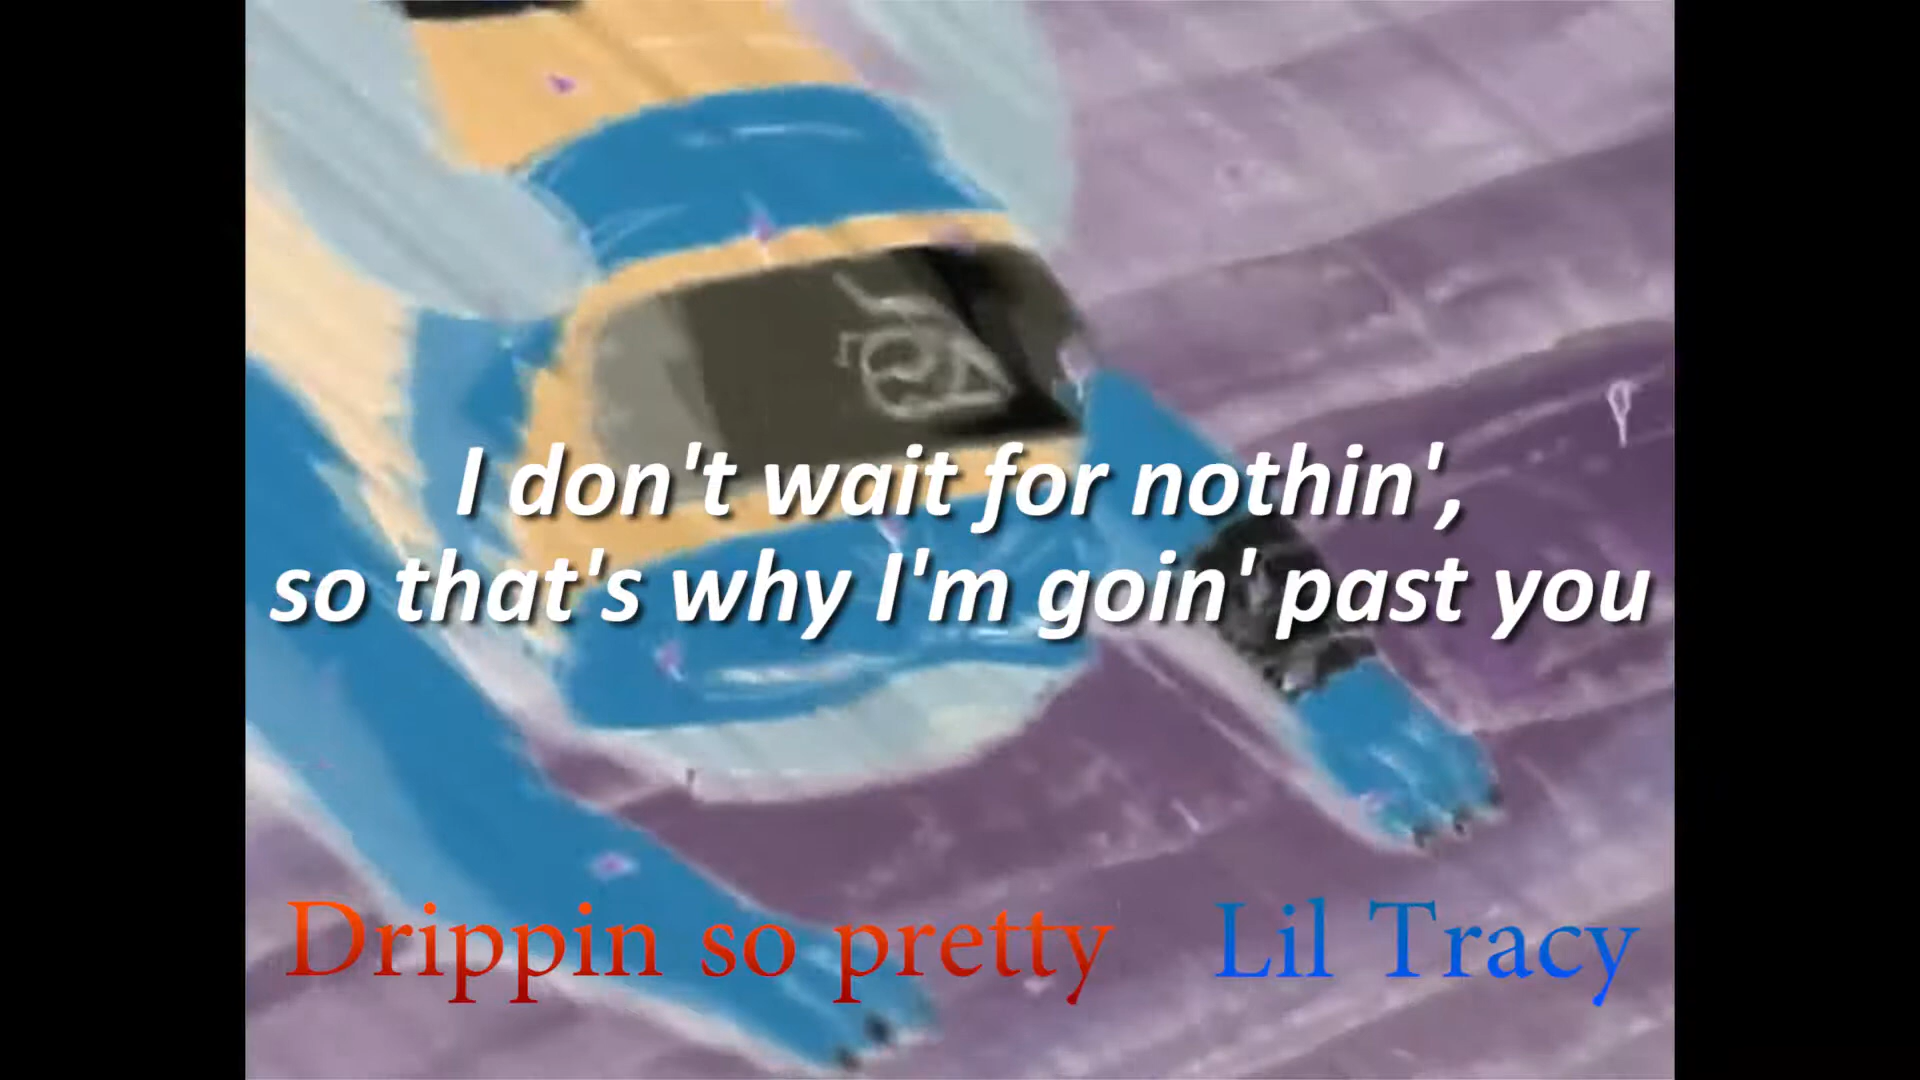 I don't wait for nothin',
so that's why I'm goin' past you
Drippin so pretty Lil Tracy